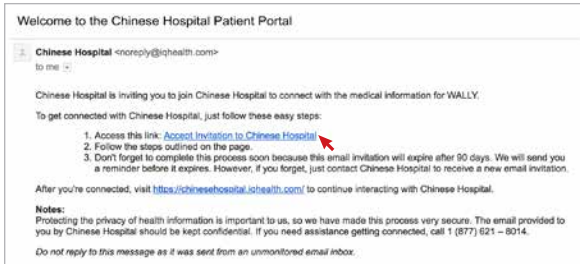 Welcome to the Chinese Hospital Patient Portal
Chinese Hospital <noreply@iqhealth.com>
to me
Chinese Hospital is inviting you to join Chinese Hospital to connect with the medical information for WALLY.
To get connected with Chinese Hospital, just follow these easy steps:
1. Access this link: Accept Invitation to Chinese Hospital
2. Follow the steps outlined on the page.
3. Don't forget to complete this process soon because this email invitation will expire after 90 days. We will send you
a reminder before it expires. However, if you forget, just contact Chinese Hospital to receive a new email invitation.
After you're connected, visit https://chinesehospital.iqhealth.com/ to continue interacting with Chinese Hospital.
Notes:
Protecting the privacy of health information is important to us, so we have made this process very secure. The email provided to
you by Chinese Hospital should be kept confidential. If you need assistance getting connected, call 1 (877) 621 – 8014.
Do not reply to this message as it was sent from an unmonitored email inbox.